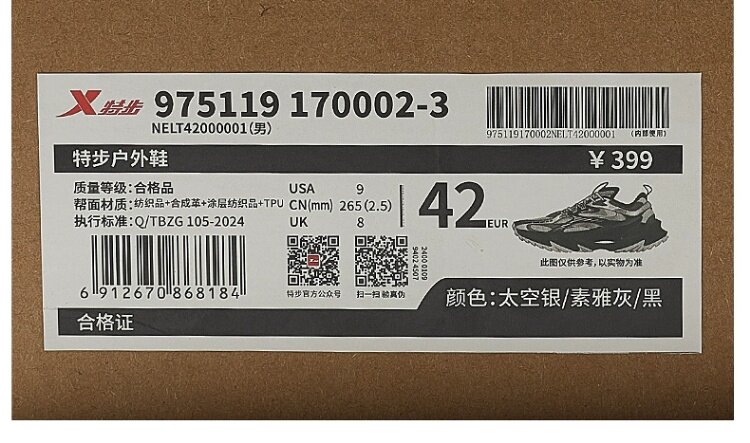 特步 975119 170002-3
NELT42000001(男)
975119170002NELT42000001 (内部使用)
特步户外鞋 ¥ 399
质量等级:合格品
帮面材质:纺织品+合成革+涂层纺织品+TPU
执行标准:Q/TBZG 105-2024
USA 9
CN(mm) 265(2.5)
UK 8
42 EUR
此图仅供参考,以实物为准
6 912670 868184
特步官方公众号
扫一扫 验真伪
2400 0109
9402 4507
颜色:太空银/素雅灰/黑
合格证